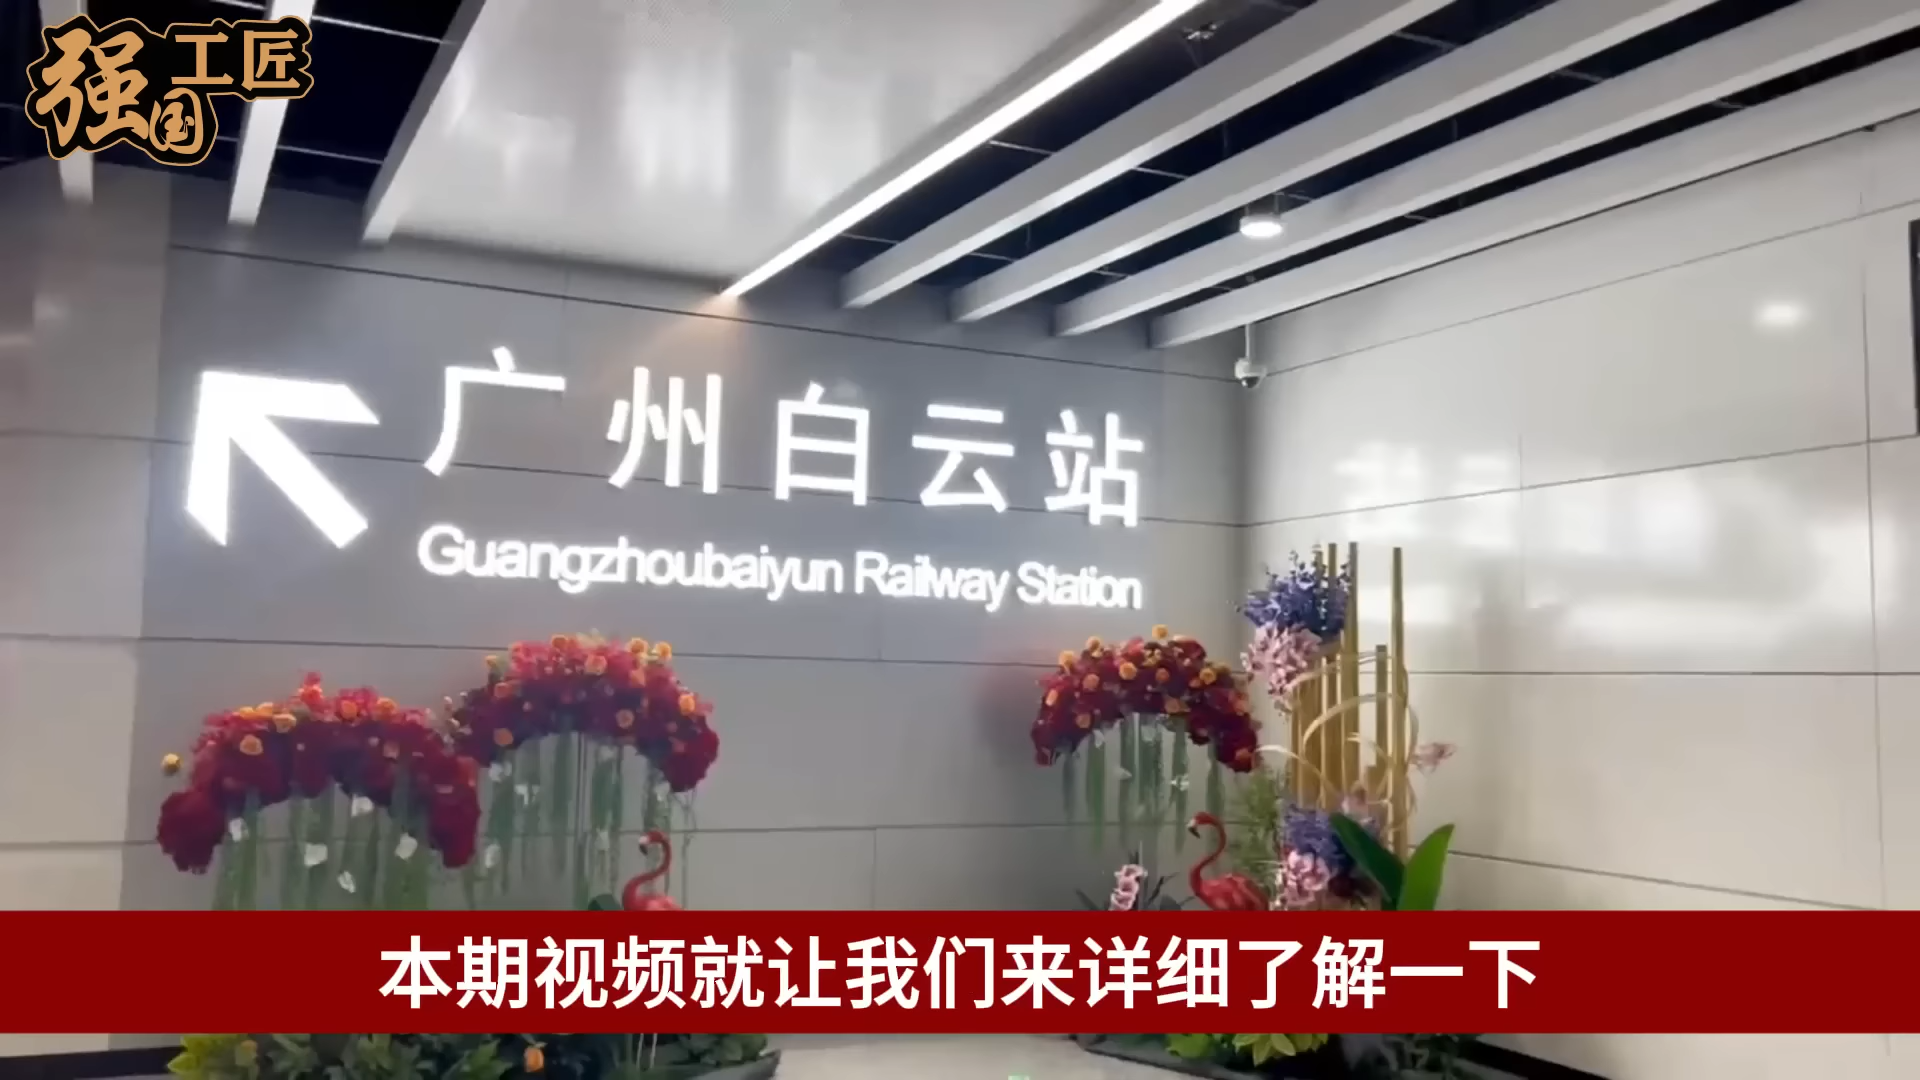 强国工匠
广州白云站
Guangzhoubaiyun Railway Station
本期视频就让我们来详细了解一下